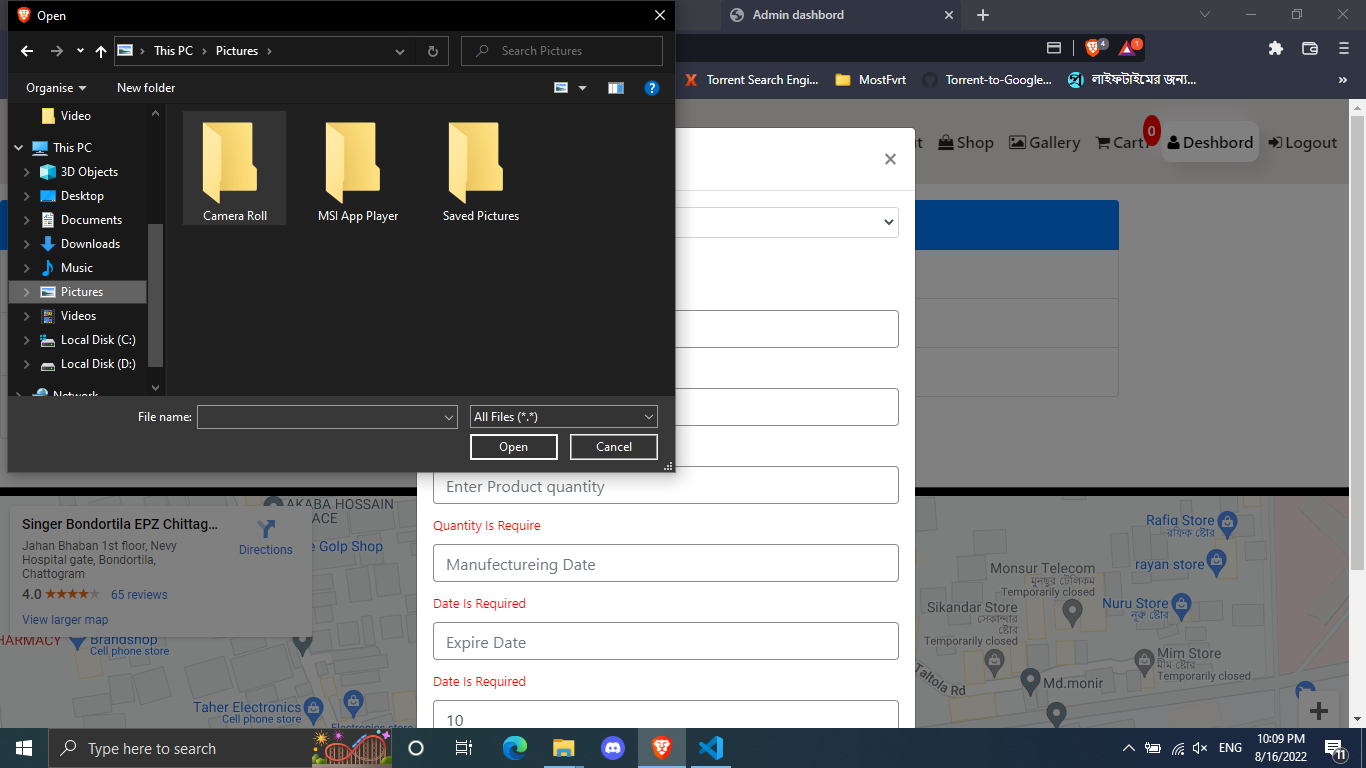 Open
Admin dashbord
This PC
Pictures
Search Pictures
4
1
Organise
New folder
Torrent Search Engi...
MostFvrt
Torrent-to-Google...
লাইফটাইমের জন্য...
Video
This PC
3D Objects
Desktop
Documents
Downloads
Music
Pictures
Videos
Local Disk (C:)
Local Disk (D:)
Network
Camera Roll
MSI App Player
Saved Pictures
File name:
All Files (*.*)
Open
Cancel
Shop
Gallery
Cart
0
Deshbord
Logout
Enter Product quantity
Quantity Is Require
Manufectureing Date
Date Is Required
Expire Date
Date Is Required
10
AKABA HOSSAIN
Singer Bondortila EPZ Chittag...
Jahan Bhaban 1st floor, Nevy
Hospital gate, Bondortila,
Chattogram
4.0
65 reviews
View larger map
Directions
Golp Shop
Brandshop
Cell phone store
Taher Electronics
Cell phone store
Electronics store
Rafiq Store
রফিক ষ্টোর
rayan store
Monsur Telecom
মুনছুর টেলিকম
Temporarily closed
Nuru Store
নুরু ষ্টোর
Sikandar Store
সেকান্দার
ষ্টোর
Temporarily closed
Mim Store
মীম ষ্টোর
Temporarily closed
Taltola Rd
Md.monir
Type here to search
ENG
10:09 PM
8/16/2022
11